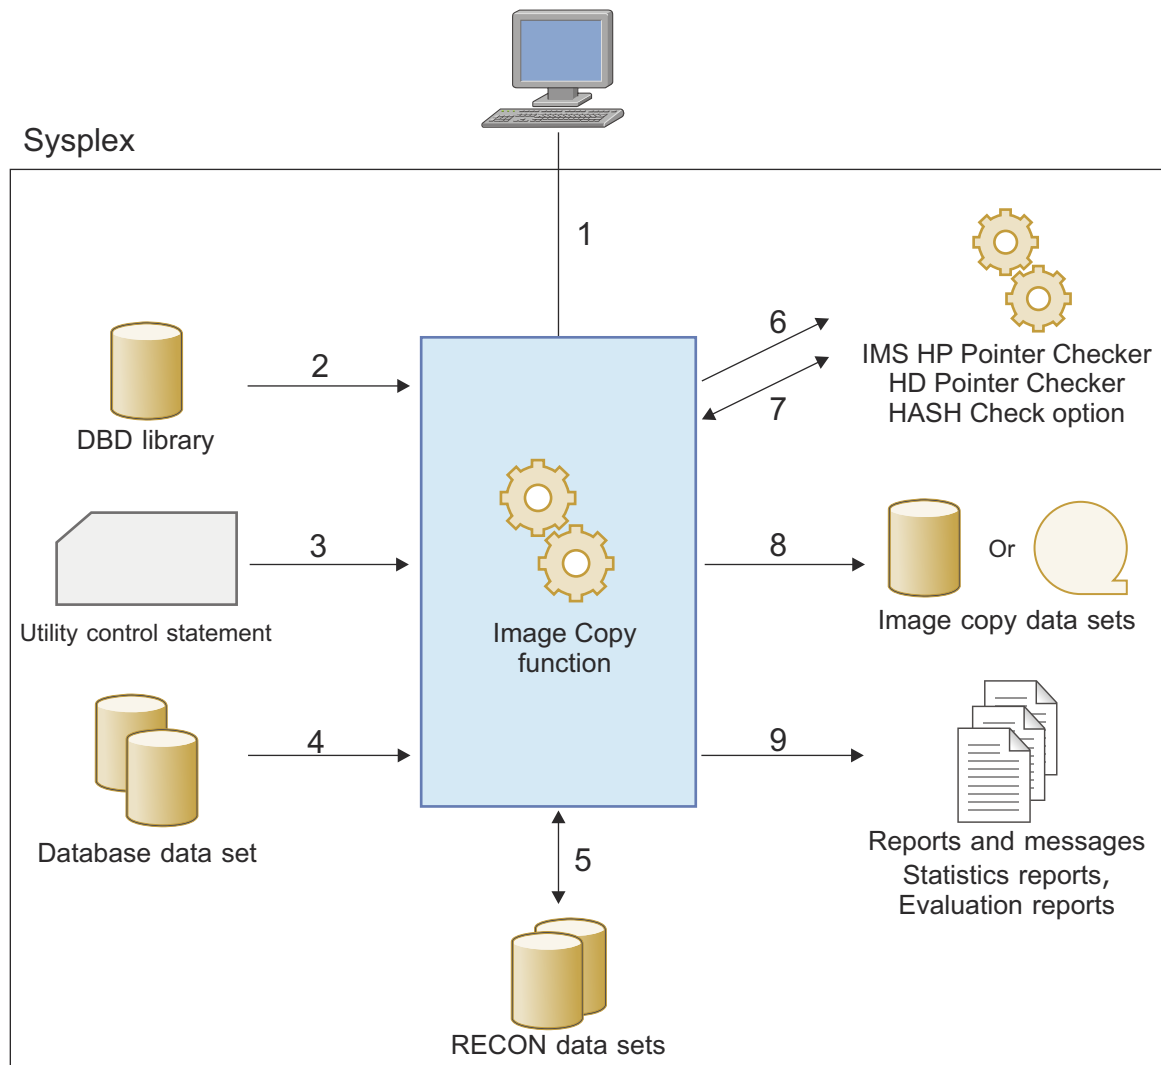 Sysplex
1
2
DBD library
3
Utility control statement
4
Database data set
Image Copy
function
5
RECON data sets
6
7
IMS HP Pointer Checker
HD Pointer Checker
HASH Check option
8
Or
Image copy data sets
9
Reports and messages
Statistics reports,
Evaluation reports